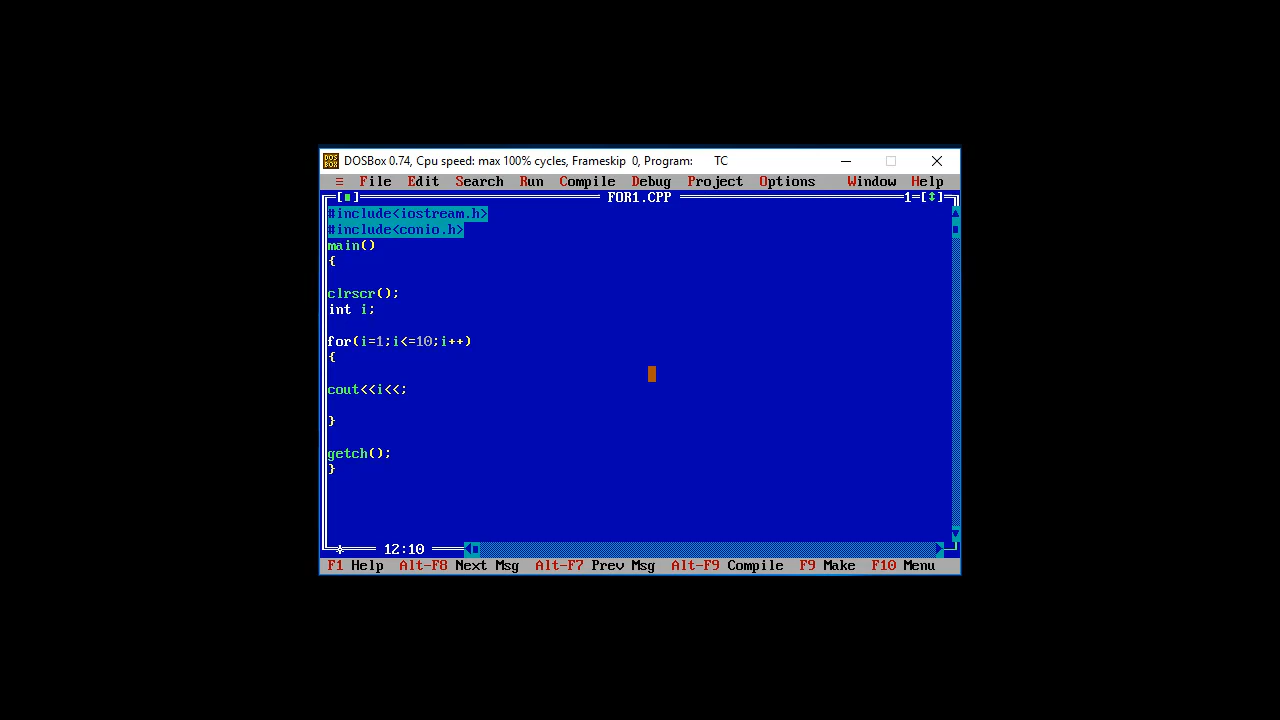 DOSBox 0.74, Cpu speed: max 100% cycles, Frameskip 0, Program: TC
≡ File Edit Search Run Compile Debug Project Options Window Help
[■] FOR1.CPP 1=[↕]
#include<iostream.h>
#include<conio.h>
main()
{
clrscr();
int i;
for(i=1;i<=10;i++)
{
cout<<i<<;
}
getch();
}
* 12:10
F1 Help Alt-F8 Next Msg Alt-F7 Prev Msg Alt-F9 Compile F9 Make F10 Menu